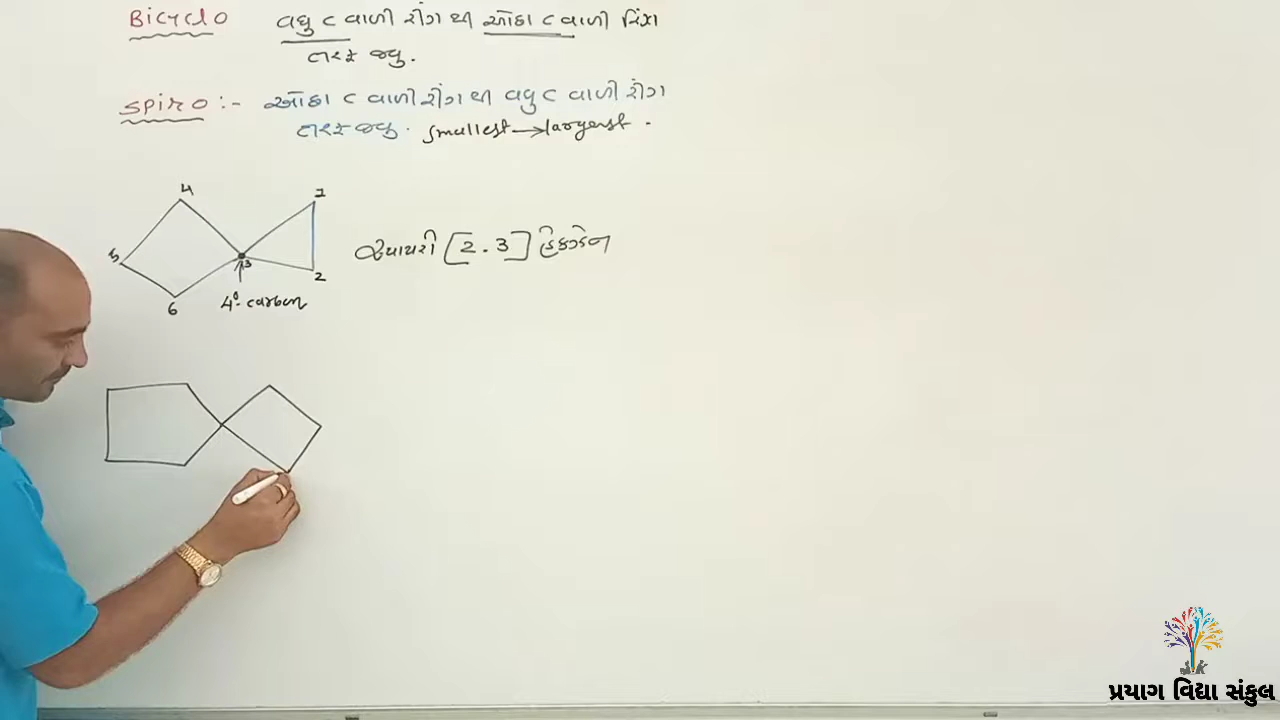 Bicyclo વધુ C વાળી રીંગ થી ઓછા C વાળી રિંગ
તરફ જવુ.
SPIRO :- ઓછા C વાળી રીંગ થી વધુ C વાળી રીંગ
તરફ જવુ. smallest → largerst .
4 1
5 3 2
6 4° carbon
સ્પાયરો [2.3] હેક્ઝેન
પ્રયાગ વિદ્યા સંકુલ